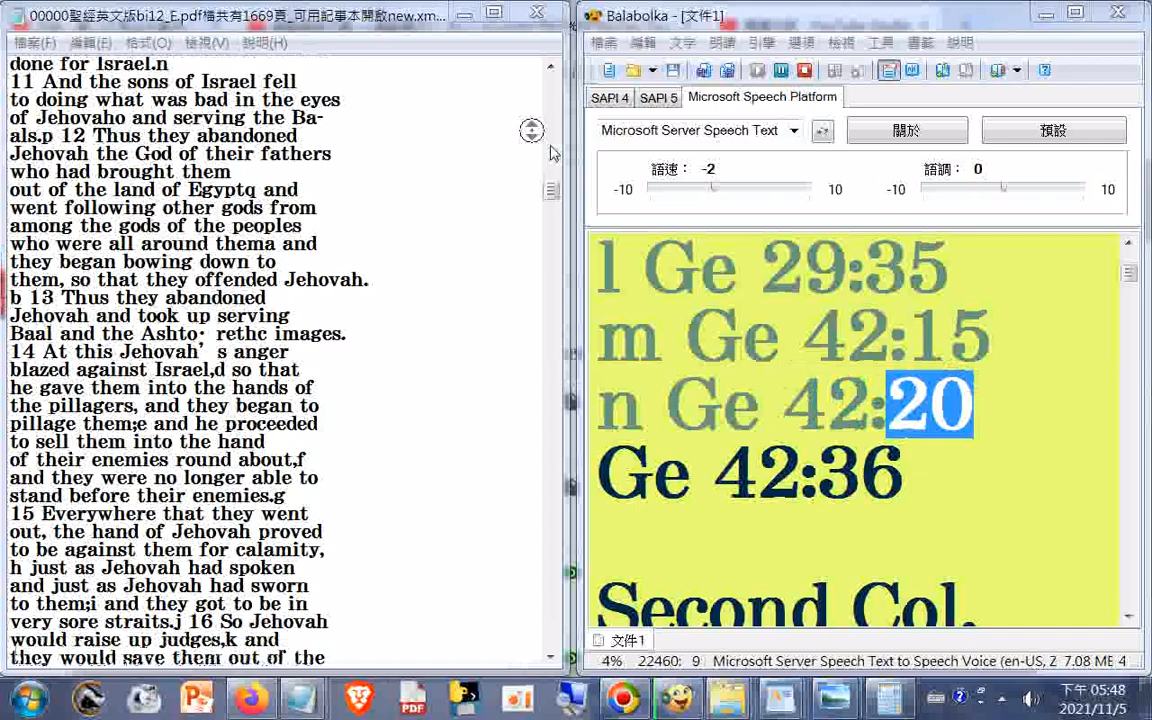 00000聖經英文版bi12_E.pdf檔共有1669頁_可用記事本開啟new.xm...
檔案(F) 編輯(E) 格式(O) 檢視(V) 說明(H)
done for Israel.n
11 And the sons of Israel fell
to doing what was bad in the eyes
of Jehovaho and serving the Ba-
als.p 12 Thus they abandoned
Jehovah the God of their fathers
who had brought them
out of the land of Egyptq and
went following other gods from
among the gods of the peoples
who were all around thema and
they began bowing down to
them, so that they offended Jehovah.
b 13 Thus they abandoned
Jehovah and took up serving
Baal and the Ashto; rethc images.
14 At this Jehovah’s anger
blazed against Israel,d so that
he gave them into the hands of
the pillagers, and they began to
pillage them;e and he proceeded
to sell them into the hand
of their enemies round about,f
and they were no longer able to
stand before their enemies.g
15 Everywhere that they went
out, the hand of Jehovah proved
to be against them for calamity,
h just as Jehovah had spoken
and just as Jehovah had sworn
to them;i and they got to be in
very sore straits.j 16 So Jehovah
would raise up judges,k and
they would save them out of the
Balabolka - [文件1]
檔案 編輯 文字 朗讀 引擎 選項 檢視 工具 書籤 說明
SAPI 4 SAPI 5 Microsoft Speech Platform
Microsoft Server Speech Text 關於 預設
語速： -2 語調： 0
-10 10 -10 10
l Ge 29:35
m Ge 42:15
n Ge 42:20
Ge 42:36
Second Col.
文件1
4% 22460: 9 Microsoft Server Speech Text to Speech Voice (en-US, Z 7.08 ME 4
PDF
下午 05:48
2021/11/5